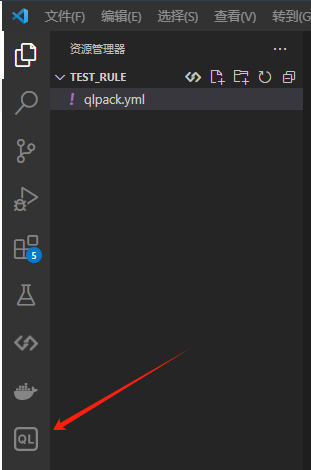 文件(F) 编辑(E) 选择(S) 查看(V) 转到(G
资源管理器
TEST_RULE
! qlpack.yml
5
QL